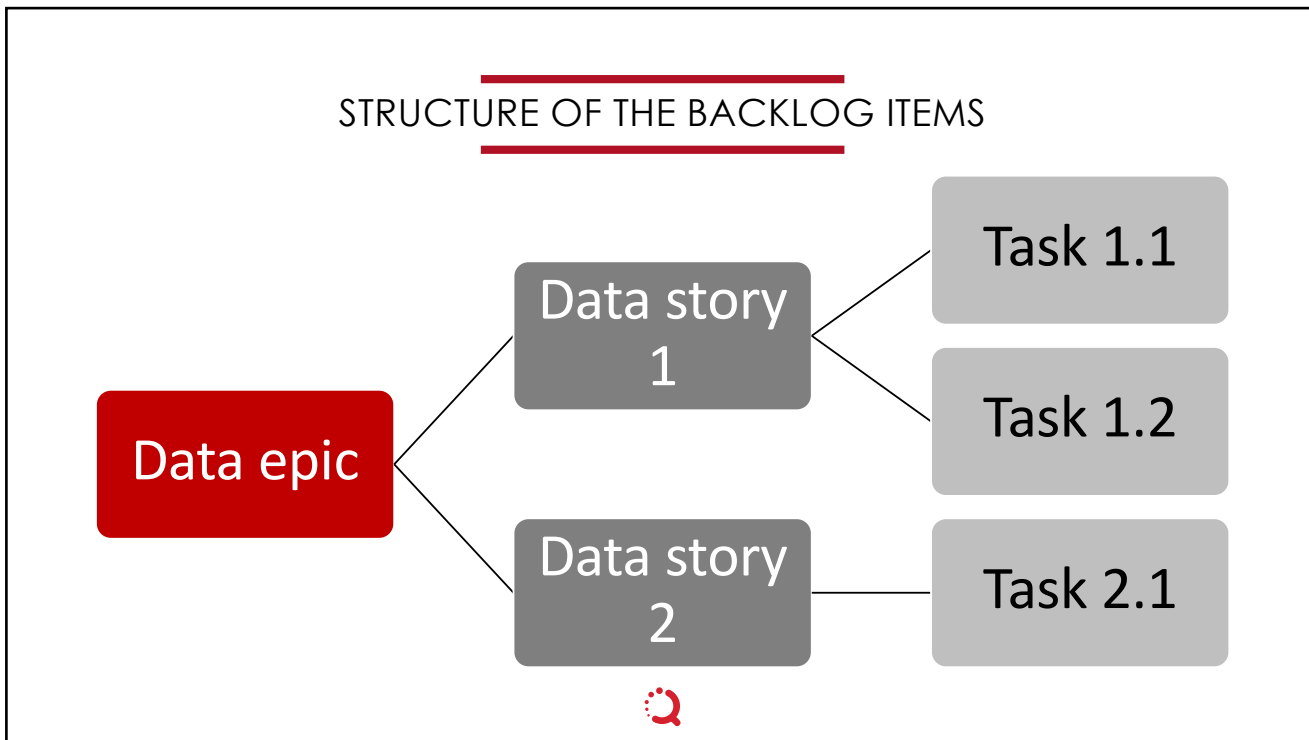 STRUCTURE OF THE BACKLOG ITEMS
Data epic
Data story
1
Data story
2
Task 1.1
Task 1.2
Task 2.1